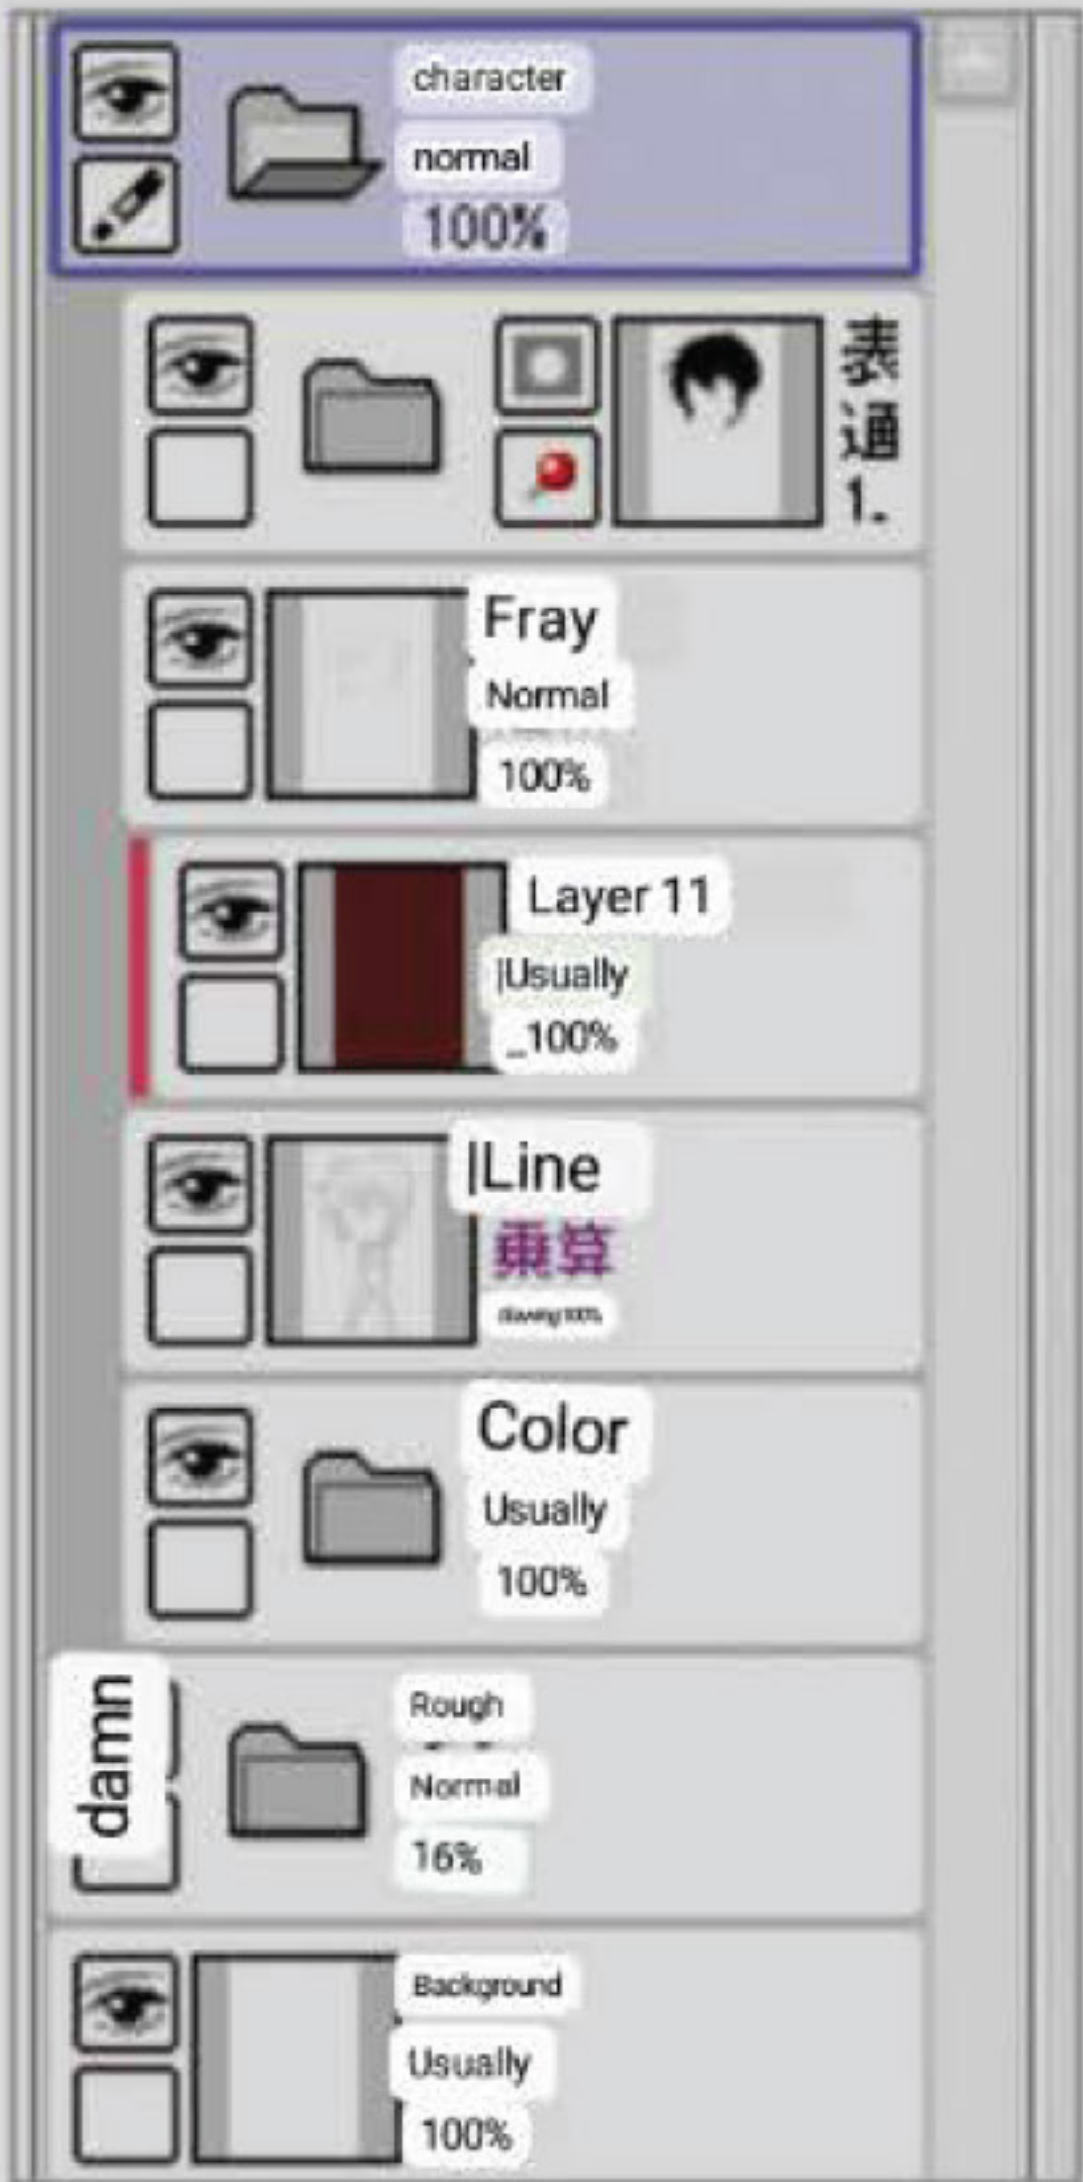 character
normal
100%
表
通
1.
Fray
Normal
100%
Layer 11
|Usually
_100%
|Line
乗算
100%
Color
Usually
100%
damn
Rough
Normal
16%
Background
Usually
100%